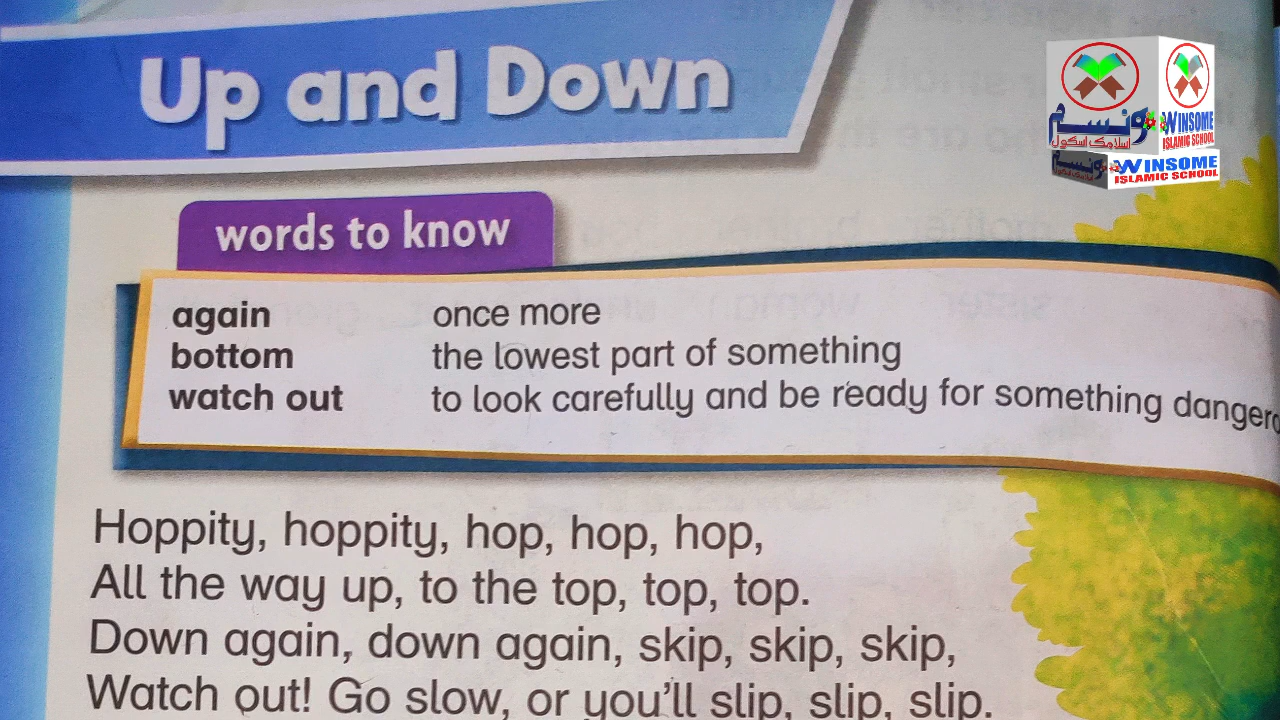 Up and Down
ونسم
اسلامک اسکول
WINSOME
ISLAMIC SCHOOL
WINSOME
ISLAMIC SCHOOL
words to know
again once more
bottom the lowest part of something
watch out to look carefully and be ready for something
Hoppity, hoppity, hop, hop, hop,
All the way up, to the top, top, top.
Down again, down again, skip, skip, skip,
Watch out! Go slow, or you'll slip, slip, slip.